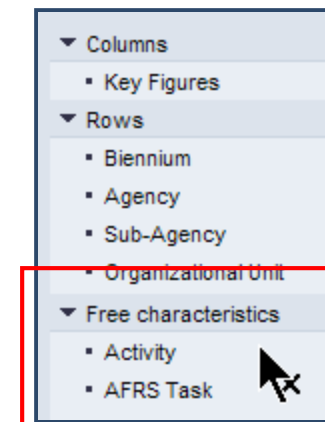 Columns
Key Figures
Rows
Biennium
Agency
Sub-Agency
Organizational Unit
Free characteristics
Activity
AFRS Task